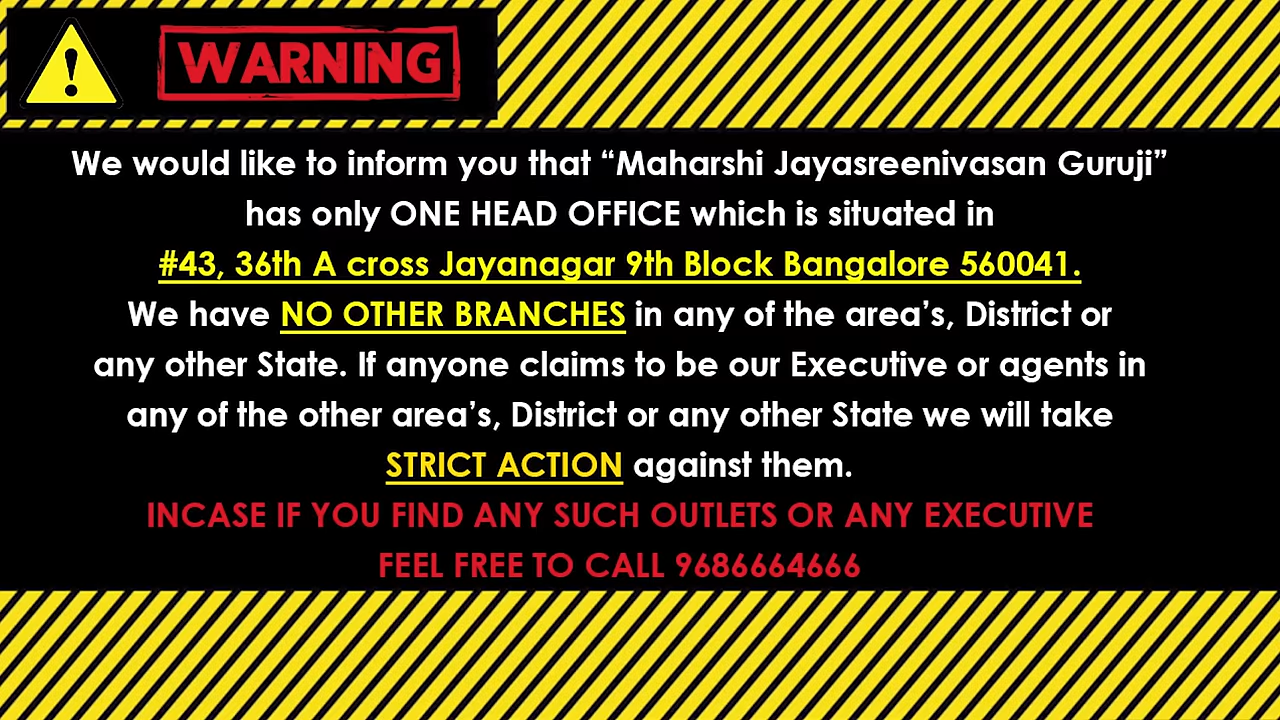 WARNING
We would like to inform you that “Maharshi Jayasreenivasan Guruji”
has only ONE HEAD OFFICE which is situated in
#43, 36th A cross Jayanagar 9th Block Bangalore 560041.
We have NO OTHER BRANCHES in any of the area’s, District or
any other State. If anyone claims to be our Executive or agents in
any of the other area’s, District or any other State we will take
STRICT ACTION against them.
INCASE IF YOU FIND ANY SUCH OUTLETS OR ANY EXECUTIVE
FEEL FREE TO CALL 9686664666